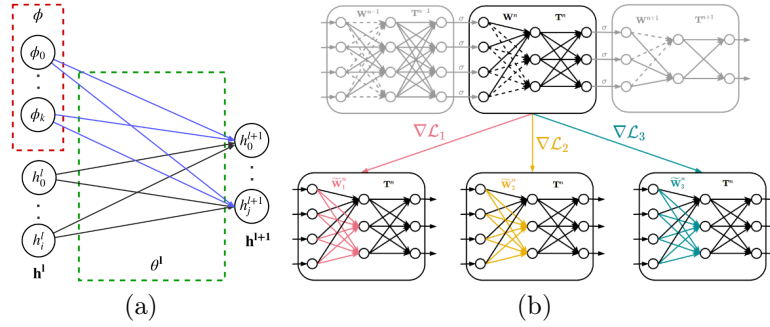 ϕ
ϕ₀
ϕₖ
h₀ˡ
hᵢˡ
hˡ
θˡ
h₀ˡ⁺¹
hⱼˡ⁺¹
hˡ⁺¹
(a)
Wⁿ⁻¹ Tⁿ⁻¹ σ Wⁿ Tⁿ σ Wⁿ⁺¹ Tⁿ⁺¹
σ σ
σ σ
σ
∇ℒ₁ ∇ℒ₂ ∇ℒ₃
W̃₁ⁿ Tⁿ W̃₂ⁿ Tⁿ W̃₃ⁿ Tⁿ
(b)